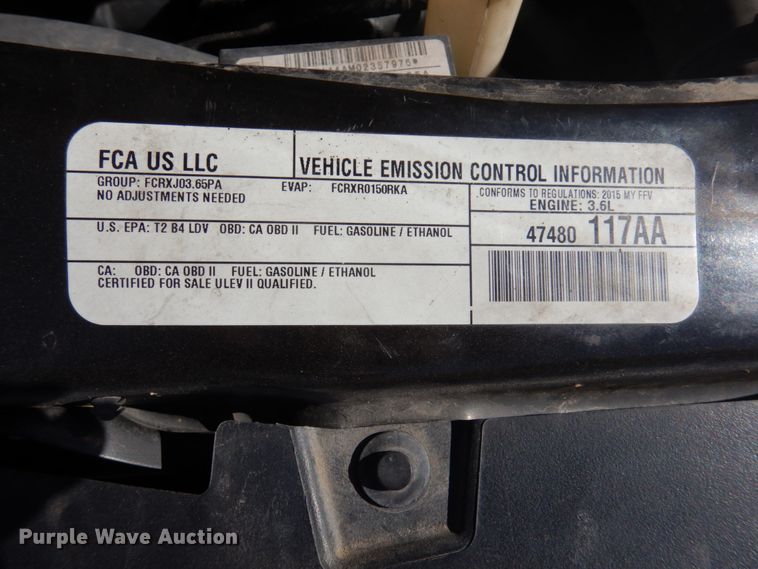 AM02357975*
FCA US LLC
VEHICLE EMISSION CONTROL INFORMATION
GROUP: FCRXJ03.65PA EVAP: FCRXR0150RKA
NO ADJUSTMENTS NEEDED
CONFORMS TO REGULATIONS: 2015 MY FFV
ENGINE: 3.6L
U.S. EPA: T2 B4 LDV OBD: CA OBD II FUEL: GASOLINE / ETHANOL
47480 117AA
CA: OBD: CA OBD II FUEL: GASOLINE / ETHANOL
CERTIFIED FOR SALE ULEV II QUALIFIED.
Purple Wave Auction